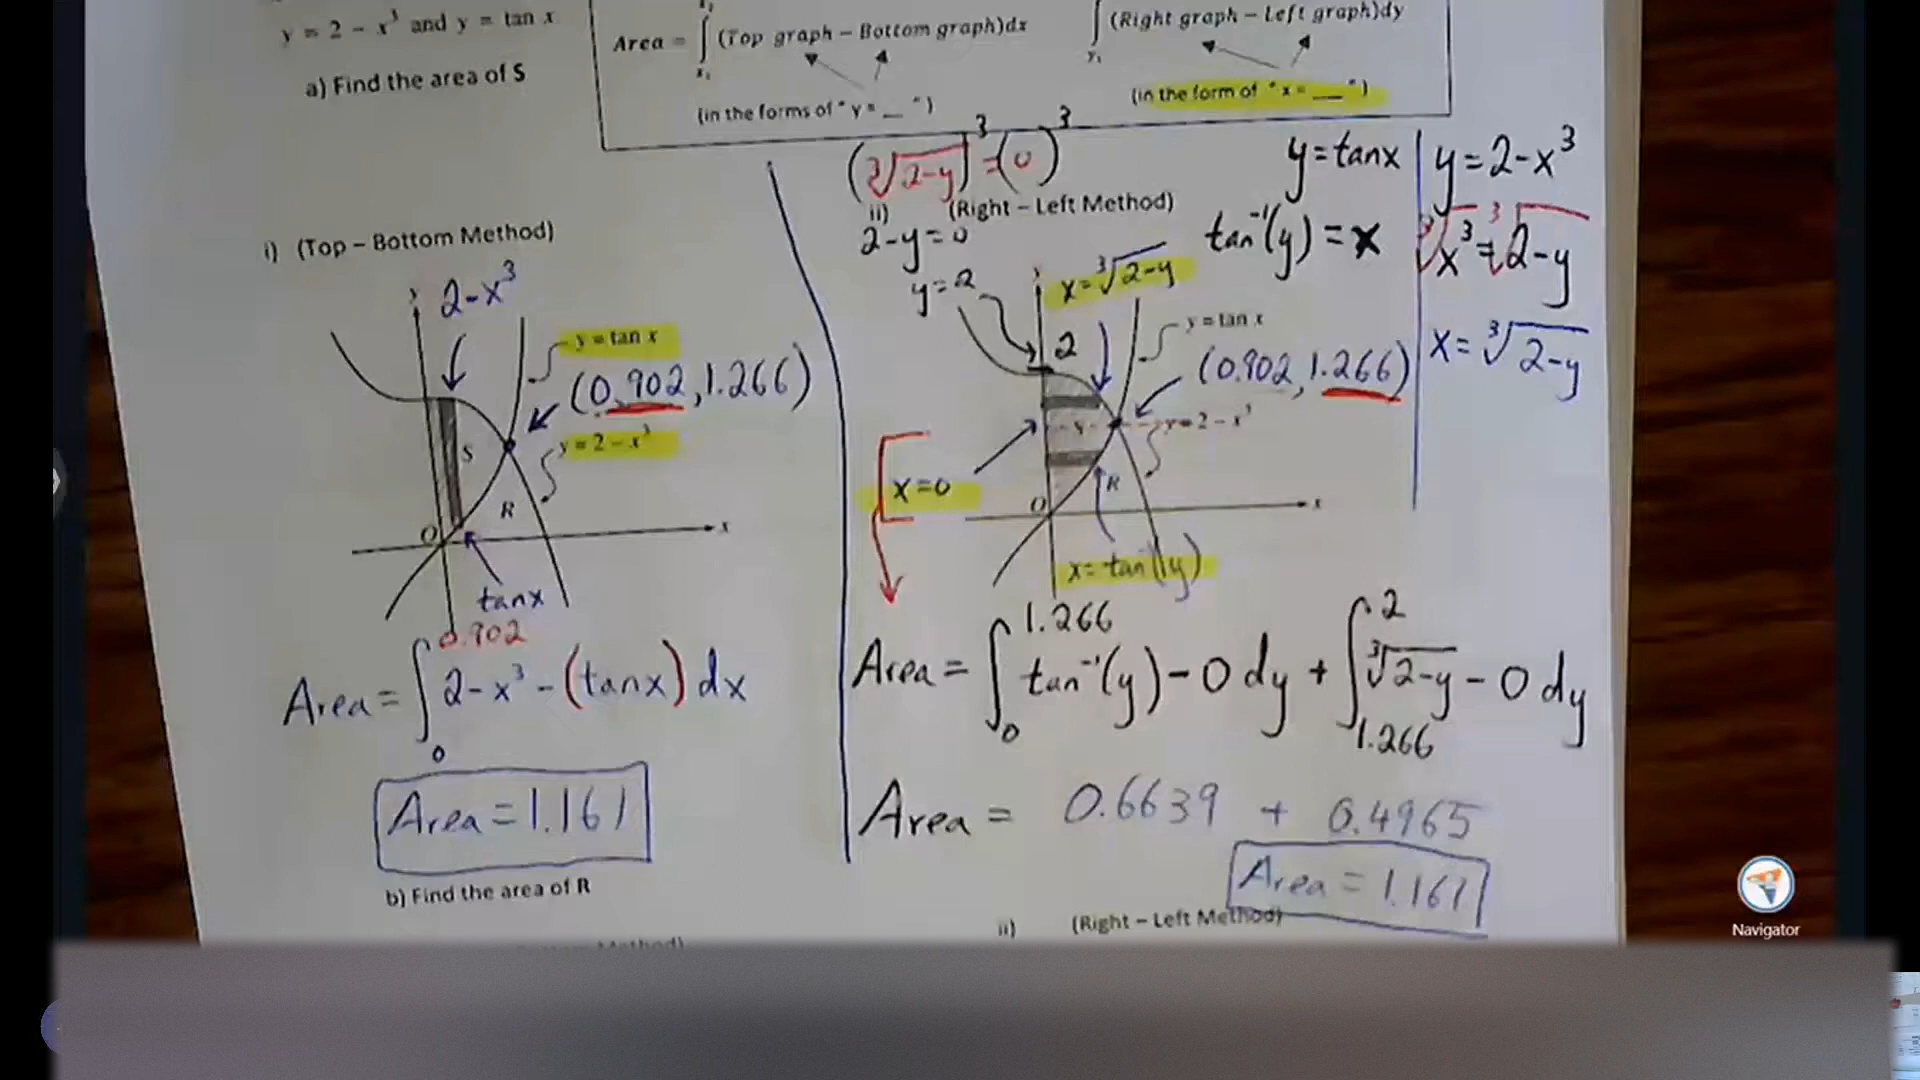 y = 2 − x³ and y = tan x
a) Find the area of S
Area = ∫ (Top graph − Bottom graph)dx
x₁
(in the forms of " y = __ " )
∫ (Right graph − Left graph)dy
y₁
(in the form of " x = ___ " )
i) (Top − Bottom Method)
2-x³
y = tan x
(0.902, 1.266)
y = 2 − x³
S
R
O
x
tanx
Area = ∫ 0.902 0 2-x³ - (tanx) dx
Area = 1.161
b) Find the area of R
(∛2-y)³ = (0)³
ii) (Right − Left Method)
2-y=0
y=2
x=∛2-y
2
y = tan x
(0.902, 1.266)
y = 2 − x³
x=0
R
O
x
x=tan⁻¹(y)
y=tanx
tan⁻¹(y) = x
y=2-x³
∛x³ = ∛2-y
x=∛2-y
Area = ∫ 1.266 0 tan⁻¹(y) - 0 dy + ∫ 2 1.266 ∛2-y - 0 dy
Area = 0.6639 + 0.4965
Area = 1.161
ii) (Right − Left Method)
Navigator